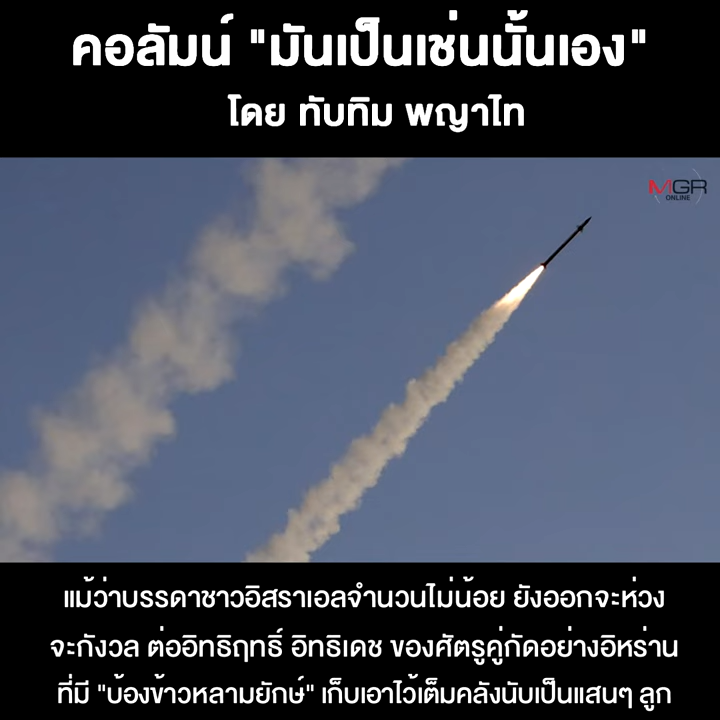 คอลัมน์ "มันเป็นเช่นนั้นเอง"
โดย ทับทิม พญาไท
MGR
ONLINE
แม้ว่าบรรดาชาวอิสราเอลจำนวนไม่น้อย ยังออกจะห่วง
จะกังวล ต่ออิทธิฤทธิ์ อิทธิเดช ของศัตรูคู่กัดอย่างอิหร่าน
ที่มี "บ้องข้าวหลามยักษ์" เก็บเอาไว้เต็มคลังนับเป็นแสนๆ ลูก